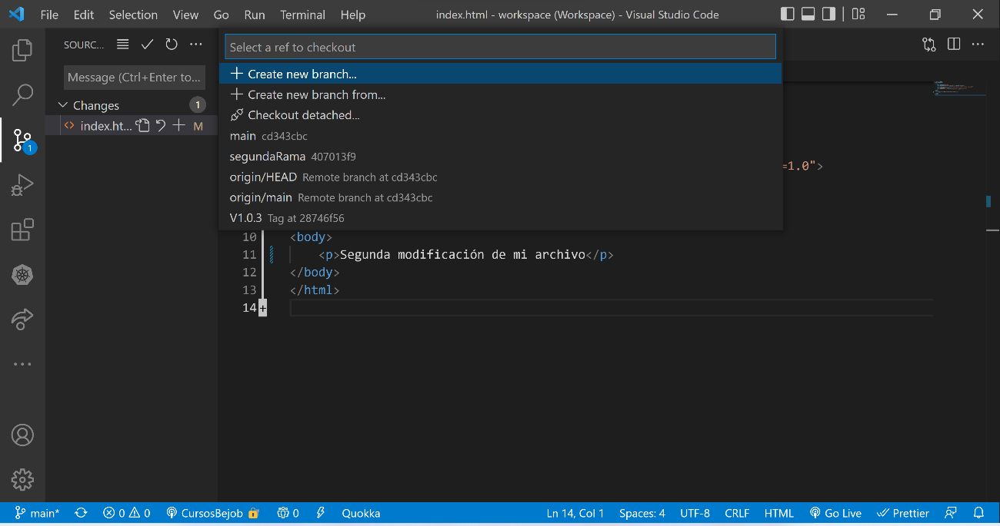 File Edit Selection View Go Run Terminal Help index.html - workspace (Workspace) - Visual Studio Code
SOURC...
Select a ref to checkout
Message (Ctrl+Enter to...
Create new branch...
Changes 1
Create new branch from...
index.ht... M
Checkout detached...
main cd343cbc
1
segundaRama 407013f9
=1.0">
origin/HEAD Remote branch at cd343cbc
origin/main Remote branch at cd343cbc
V1.0.3 Tag at 28746f56
10 <body>
11 <p>Segunda modificación de mi archivo</p>
12 </body>
13 </html>
14 +
main* 0 0 CursosBejob 0 Quokka Ln 14, Col 1 Spaces: 4 UTF-8 CRLF HTML Go Live Prettier